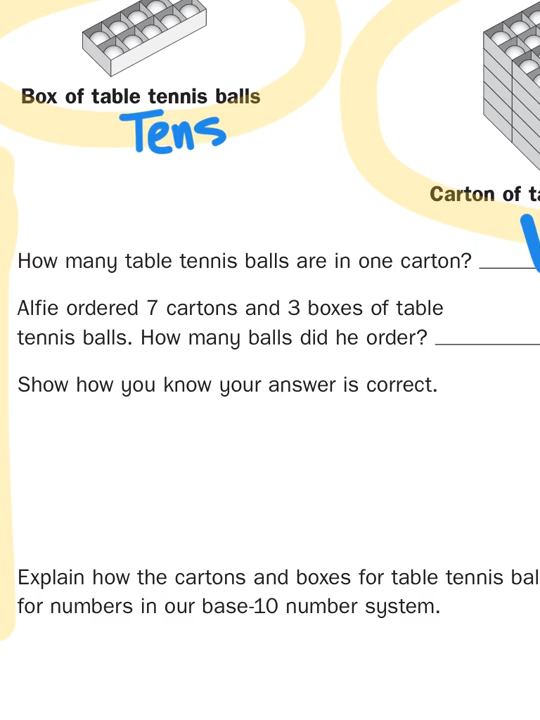 Box of table tennis balls
Tens
Carton of
How many table tennis balls are in one carton?
Alfie ordered 7 cartons and 3 boxes of table
tennis balls. How many balls did he order?
Show how you know your answer is correct.
Explain how the cartons and boxes for table tennis
for numbers in our base-10 number system.